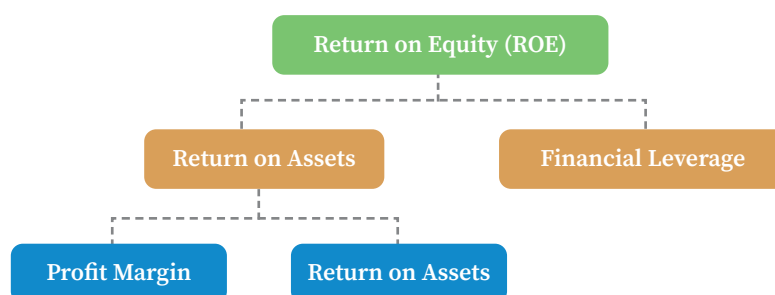 Return on Equity (ROE)
Return on Assets
Financial Leverage
Profit Margin
Return on Assets